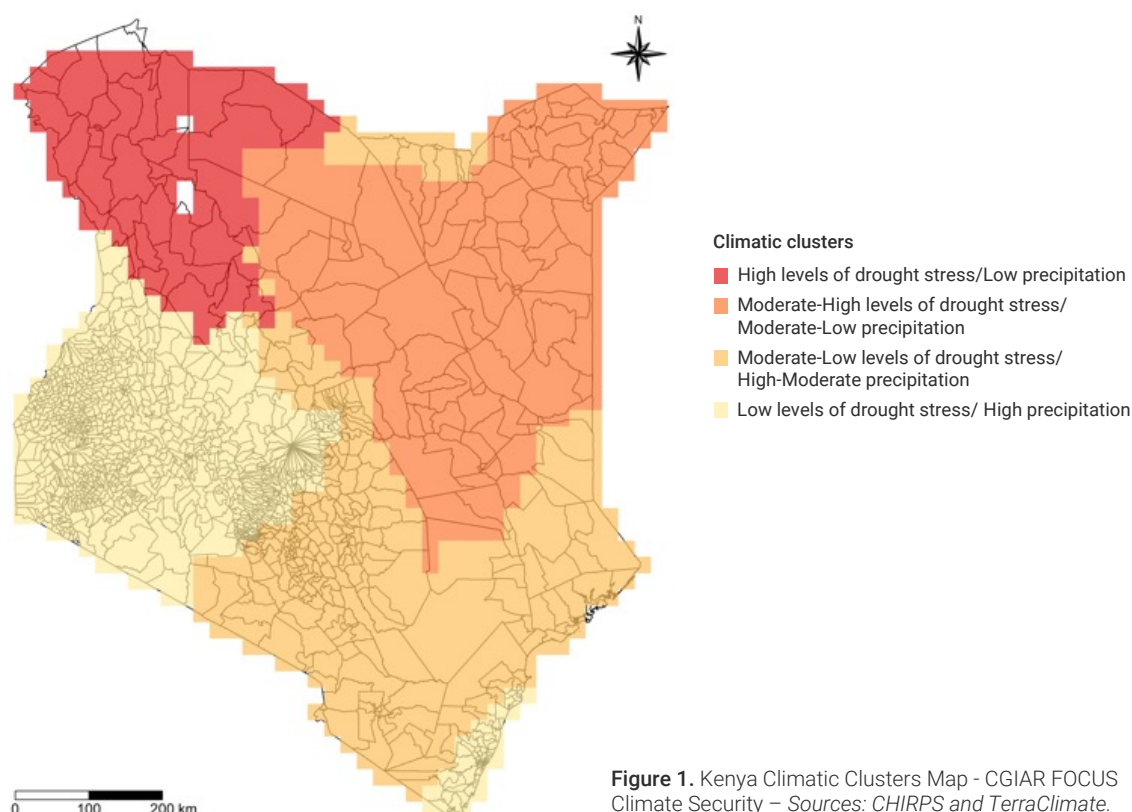 N
Climatic clusters
High levels of drought stress/Low precipitation
Moderate-High levels of drought stress/
Moderate-Low precipitation
Moderate-Low levels of drought stress/
High-Moderate precipitation
Low levels of drought stress/ High precipitation
0 100 200 km
Figure 1. Kenya Climatic Clusters Map - CGIAR FOCUS
Climate Security – Sources: CHIRPS and TerraClimate.